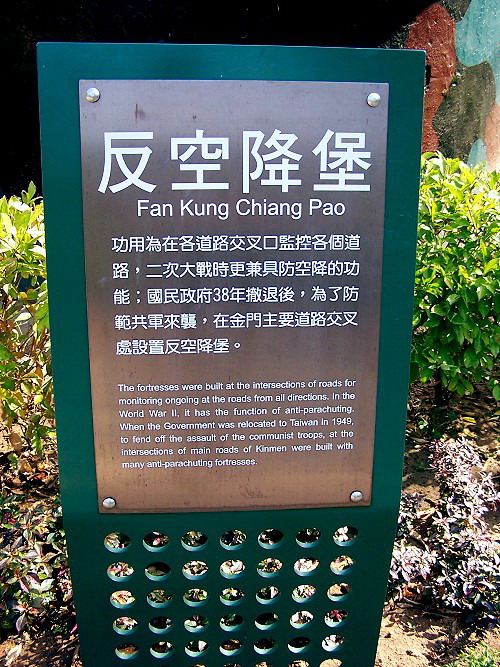 反空降堡
Fan Kung Chiang Pao
功用為在各道路交叉口監控各個道
路，二次大戰時更兼具防空降的功
能；國民政府38年撤退後，為了防
範共軍來襲，在金門主要道路交叉
處設置反空降堡。
The fortresses were built at the intersections of roads for
monitoring ongoing at the roads from all directions. In the
World War II, it has the function of anti-parachuting.
When the Government was relocated to Taiwan in 1949,
to fend off the assault of the communist troops, at the
intersections of main roads of Kinmen were built with
many anti-parachuting fortresses.